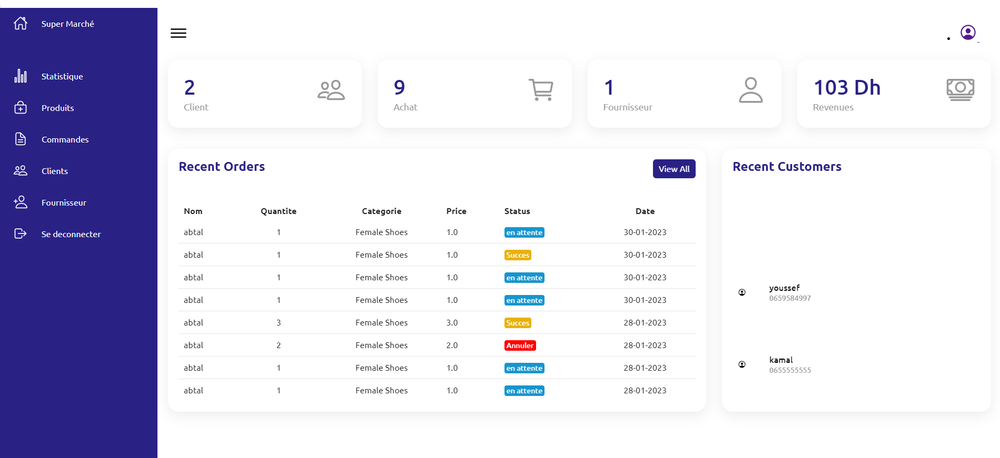 Super Marché
Statistique
Produits
Commandes
Clients
Fournisseur
Se deconnecter
2
Client
9
Achat
1
Fournisseur
103 Dh
Revenues
Recent Orders
View All
Nom Quantite Categorie Price Status Date
abtal 1 Female Shoes 1.0 en attente 30-01-2023
abtal 1 Female Shoes 1.0 Succes 30-01-2023
abtal 1 Female Shoes 1.0 en attente 30-01-2023
abtal 1 Female Shoes 1.0 en attente 30-01-2023
abtal 3 Female Shoes 3.0 Succes 28-01-2023
abtal 2 Female Shoes 2.0 Annuler 28-01-2023
abtal 1 Female Shoes 1.0 en attente 28-01-2023
abtal 1 Female Shoes 1.0 en attente 28-01-2023
Recent Customers
youssef
0659584997
kamal
0655555555